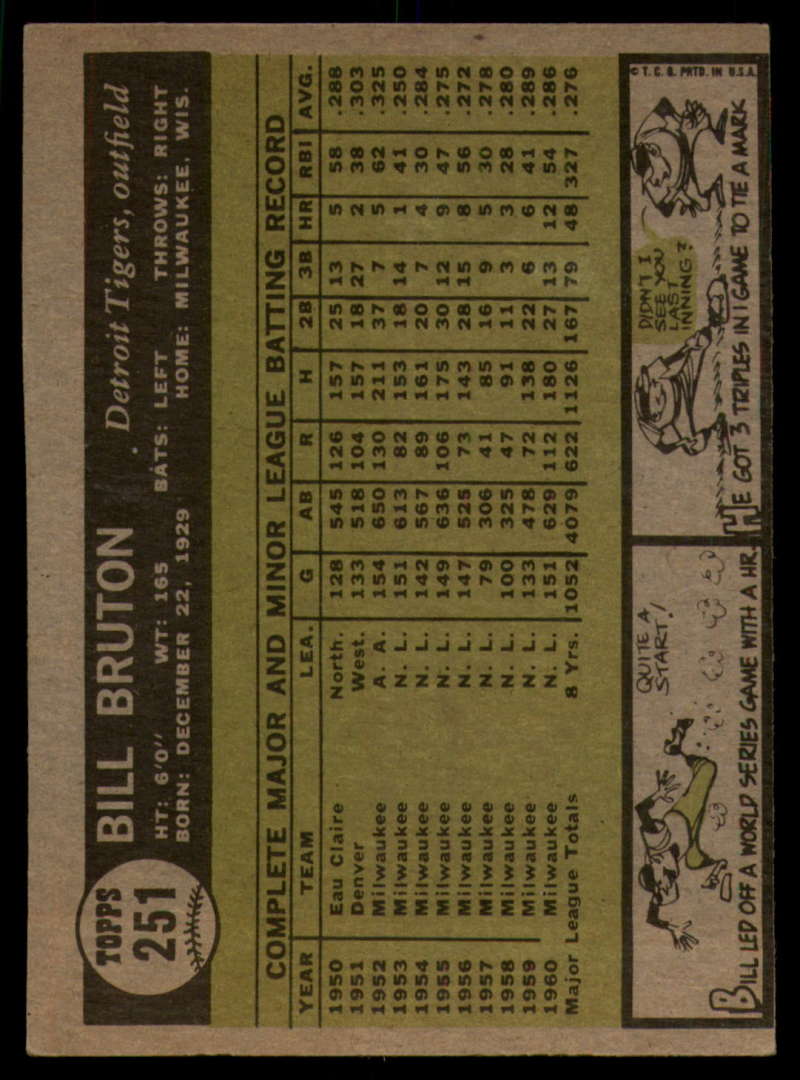 TOPPS
251
BILL BRUTON
Detroit Tigers, outfield
HT: 6'0" WT: 165 BATS: LEFT THROWS: RIGHT
BORN: DECEMBER 22, 1929 HOME: MILWAUKEE, WIS.
COMPLETE MAJOR AND MINOR LEAGUE BATTING RECORD
YEAR TEAM LEA. G AB R H 2B 3B HR RBI AVG.
1950 Eau Claire North. 128 545 126 157 25 13 5 58 .288
1951 Denver West. 133 518 104 157 18 27 2 38 .303
1952 Milwaukee A. A. 154 650 130 211 37 7 5 62 .325
1953 Milwaukee N. L. 151 613 82 153 18 14 1 41 .250
1954 Milwaukee N. L. 142 567 89 161 20 7 4 30 .284
1955 Milwaukee N. L. 149 636 106 175 30 12 9 47 .275
1956 Milwaukee N. L. 147 525 73 143 28 15 8 56 .272
1957 Milwaukee N. L. 79 306 41 85 16 9 5 30 .278
1958 Milwaukee N. L. 100 325 47 91 11 3 3 28 .280
1959 Milwaukee N. L. 133 478 72 138 22 6 6 41 .289
1960 Milwaukee N. L. 151 629 112 180 27 13 12 54 .286
Major League Totals 8 Yrs. 1052 4079 622 1126 167 79 48 327 .276
QUITE A
START!
BILL LED OFF A WORLD SERIES GAME WITH A HR.
DIDN'T I
SEE YOU
LAST
INNING?
HE GOT 3 TRIPLES IN 1 GAME TO TIE A MARK
© T. C. G. PRTD. IN U.S.A.